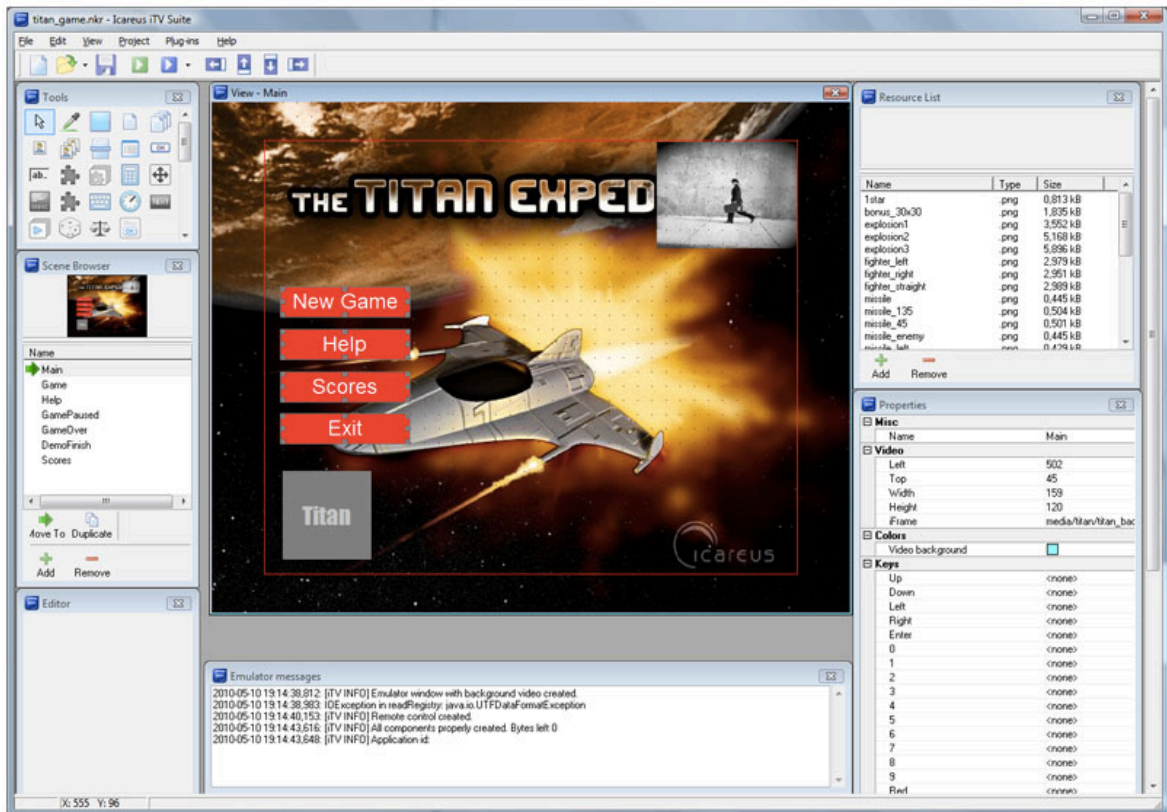 titan_game.nkr - Icareus iTV Suite
File Edit View Project Plug-ins Help
Tools
ab..
OK
TEXT
Scene Browser
Name
Main
Game
Help
GamePaused
GameOver
DemoFinish
Scores
Move To Duplicate
Add Remove
Editor
View - Main
THE TITAN EXPED
New Game
Help
Scores
Exit
Titan
icareus
Emulator messages
2010-05-10 19:14:38,812: [iTV INFO] Emulator window with background video created.
2010-05-10 19:14:38,983: IOException in readRegistry: java.io.UTFDataFormatException
2010-05-10 19:14:40,153: [iTV INFO] Remote control created.
2010-05-10 19:14:43,616: [iTV INFO] All components properly created. Bytes left 0
2010-05-10 19:14:43,648: [iTV INFO] Application id:
Resource List
Name Type Size
1star .png 0,813 kB
bonus_30x30 .png 1,835 kB
explosion1 .png 3,552 kB
explosion2 .png 5,168 kB
explosion3 .png 5,896 kB
fighter_left .png 2,979 kB
fighter_right .png 2,951 kB
fighter_straight .png 2,989 kB
missile .png 0,445 kB
missile_135 .png 0,504 kB
missile_45 .png 0,501 kB
missile_enemy .png 0,445 kB
missile_left .png 0,429 kB
Add Remove
Properties
Misc
Name Main
Video
Left 502
Top 45
Width 159
Height 120
iFrame media/titan/titan_bac
Colors
Video background
Keys
Up <none>
Down <none>
Left <none>
Right <none>
Enter <none>
0 <none>
1 <none>
2 <none>
3 <none>
4 <none>
5 <none>
6 <none>
7 <none>
8 <none>
9 <none>
Red <none>
X: 555 Y: 96